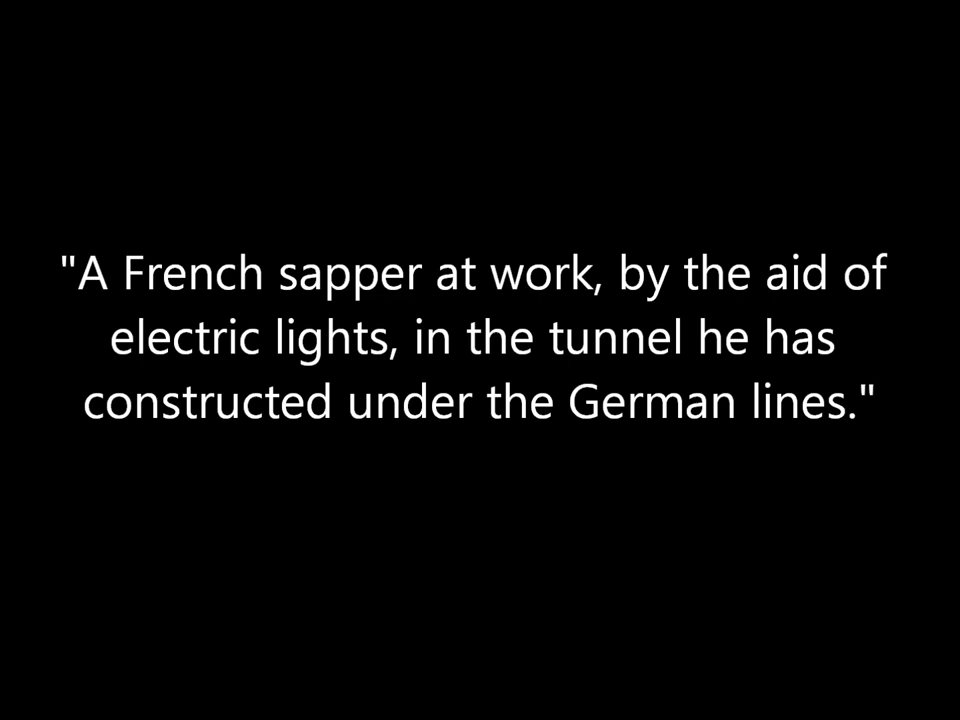 "A French sapper at work, by the aid of
electric lights, in the tunnel he has
constructed under the German lines."